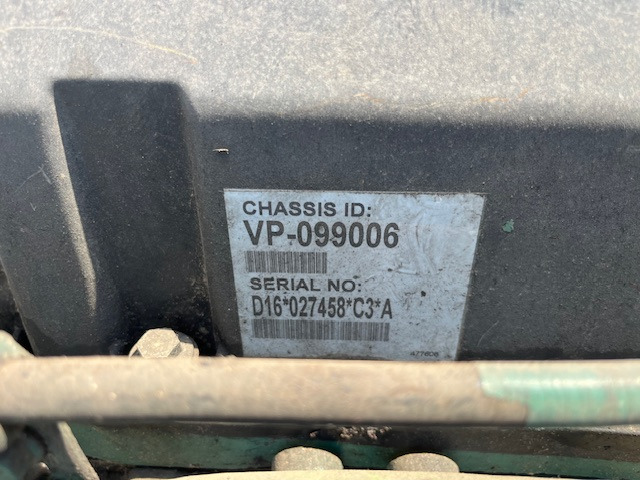 CHASSIS ID:
VP-099006
SERIAL NO:
D16*027458*C3*A